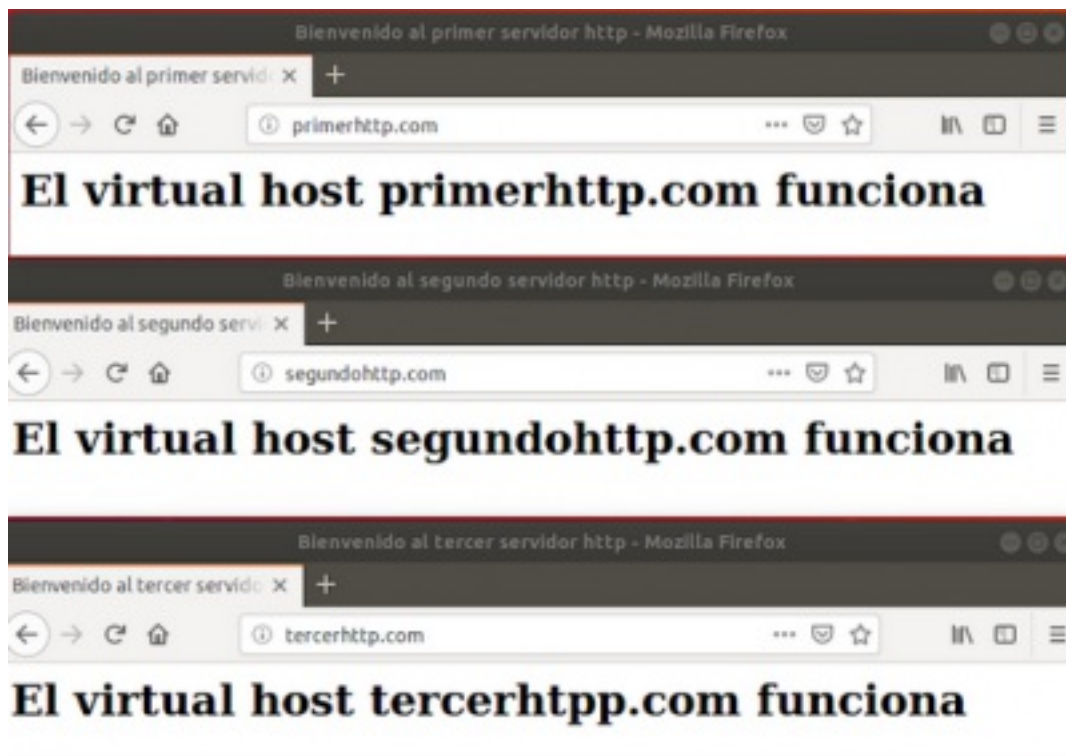 Bienvenido al primer servidor http - Mozilla Firefox
Bienvenido al primer servid
primerhttp.com
El virtual host primerhttp.com funciona
Bienvenido al segundo servidor http - Mozilla Firefox
Bienvenido al segundo servi
segundohttp.com
El virtual host segundohttp.com funciona
Bienvenido al tercer servidor http - Mozilla Firefox
Bienvenido al tercer servido
tercerhttp.com
El virtual host tercerhtpp.com funciona